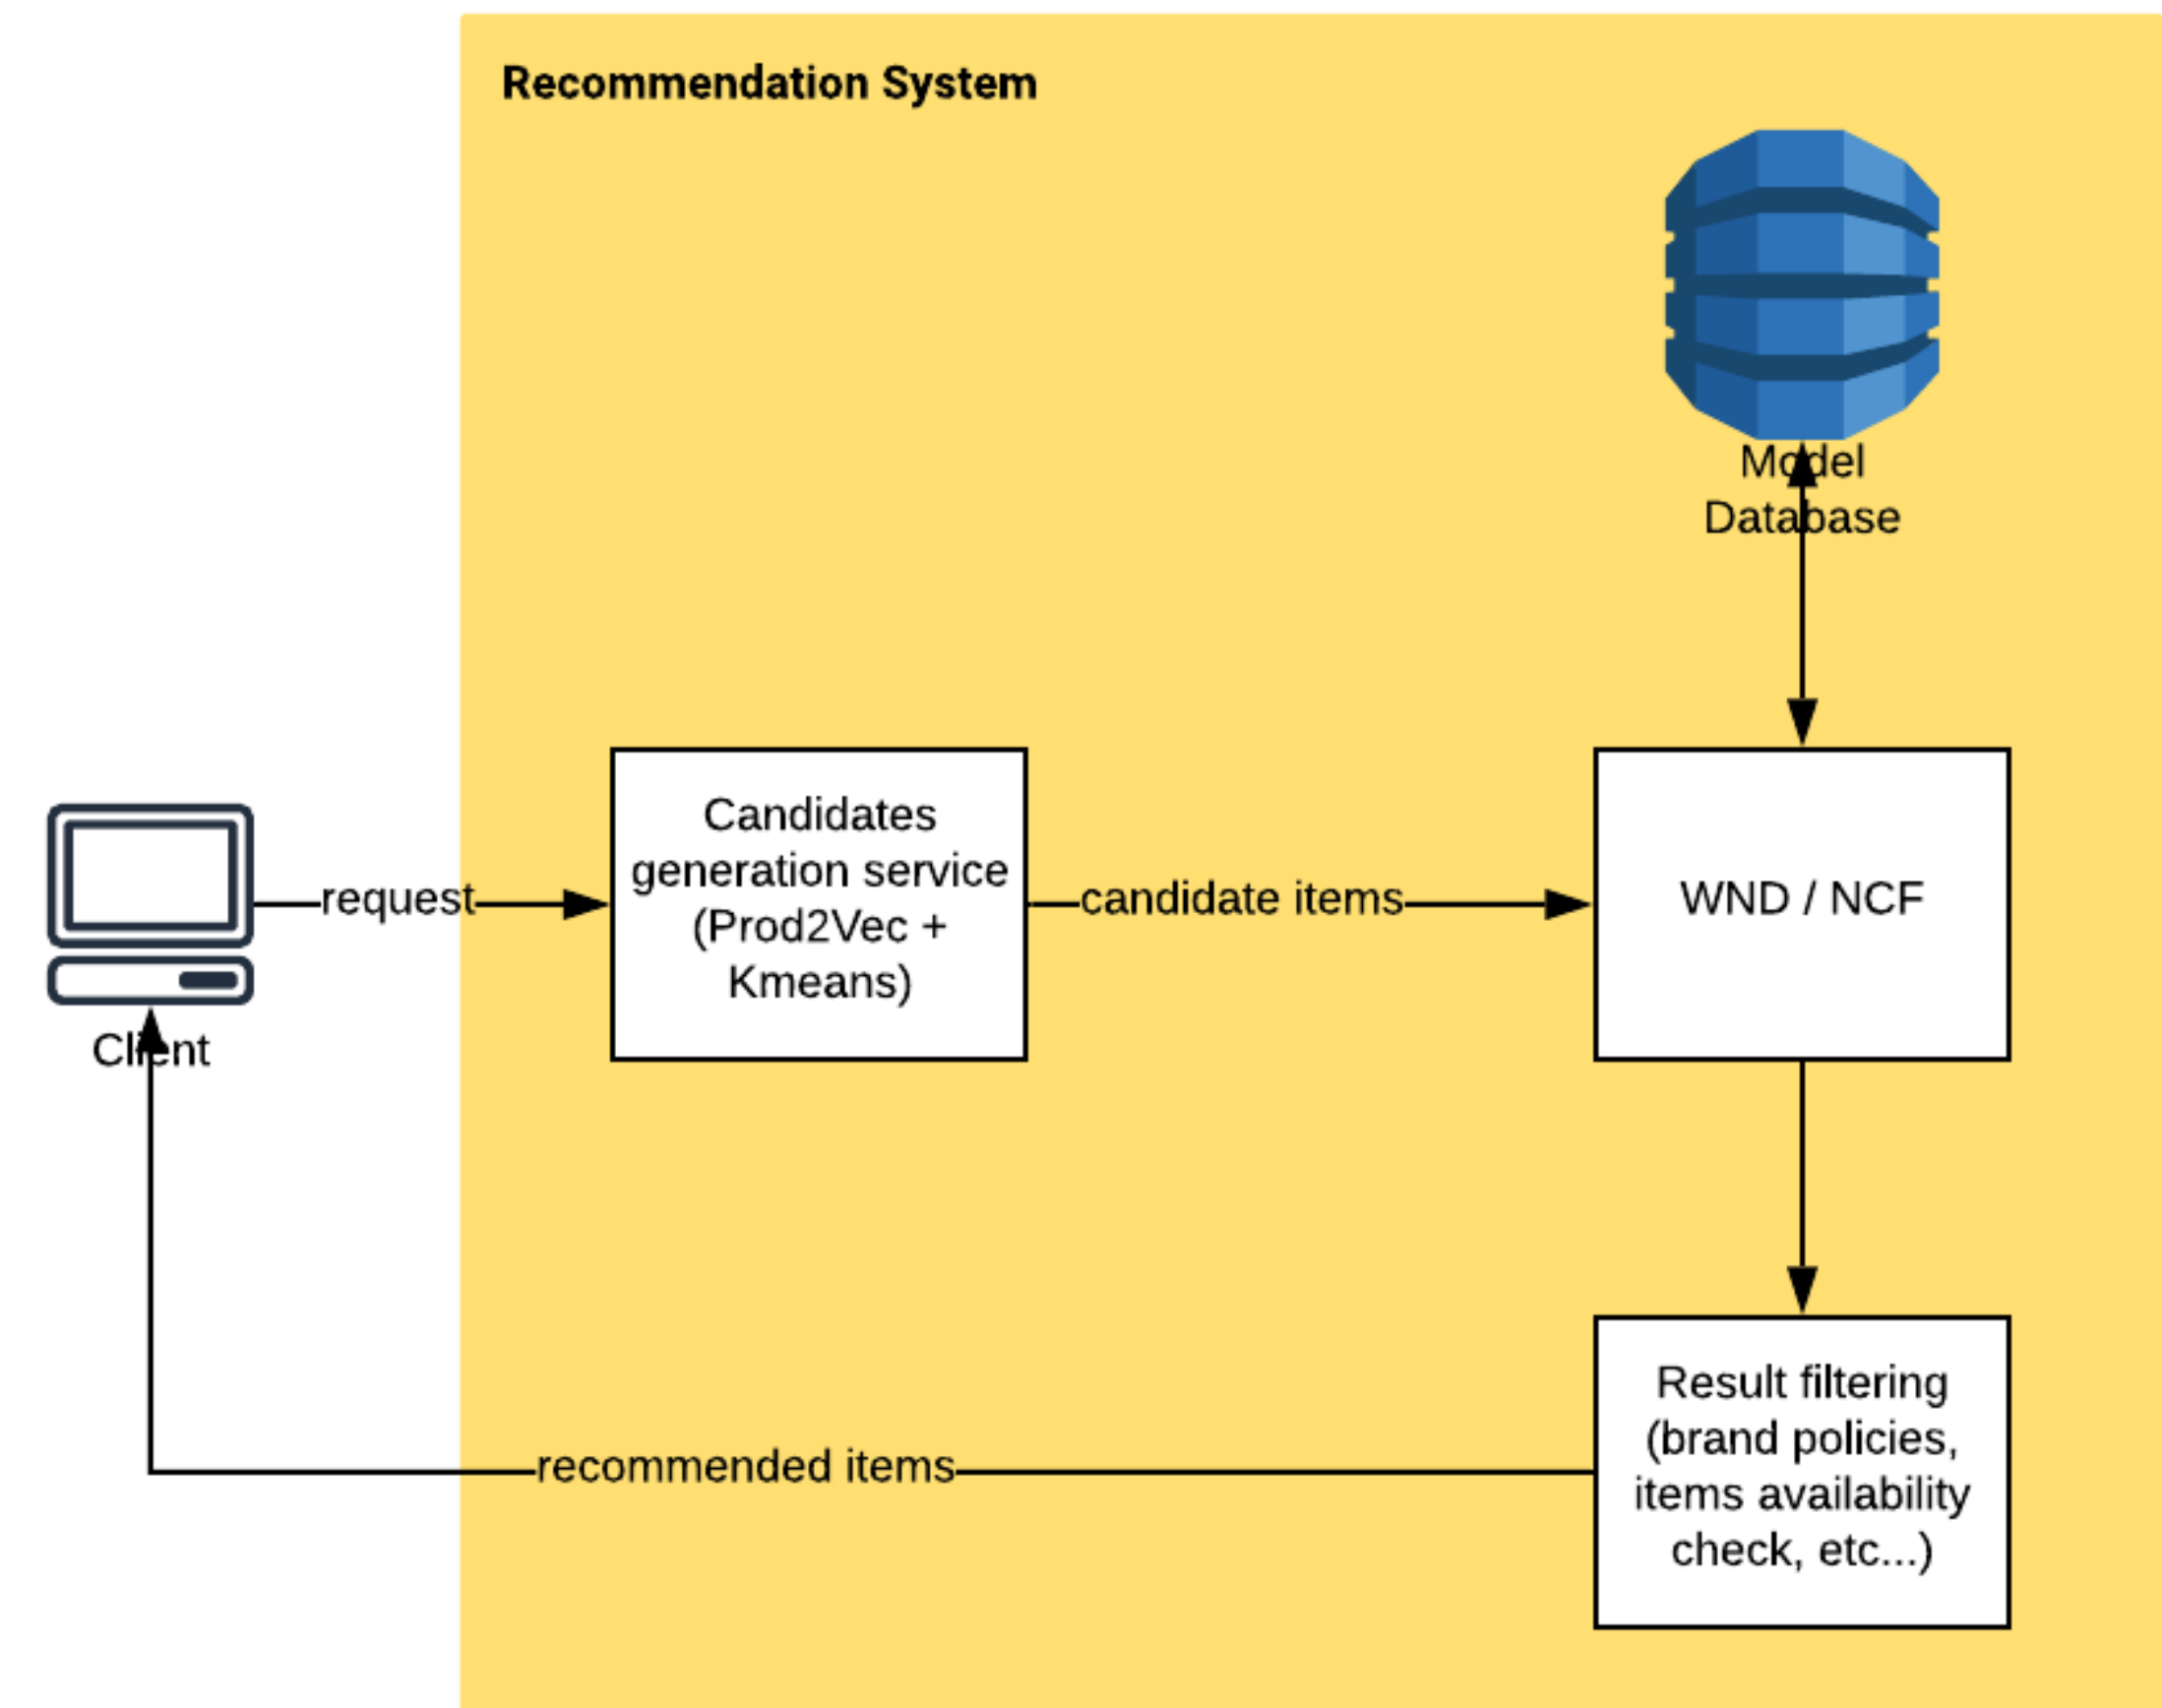 Recommendation System
Model
Database
request
Candidates
generation service
(Prod2Vec +
Kmeans)
candidate items
WND / NCF
Client
Result filtering
(brand policies,
items availability
check, etc...)
recommended items